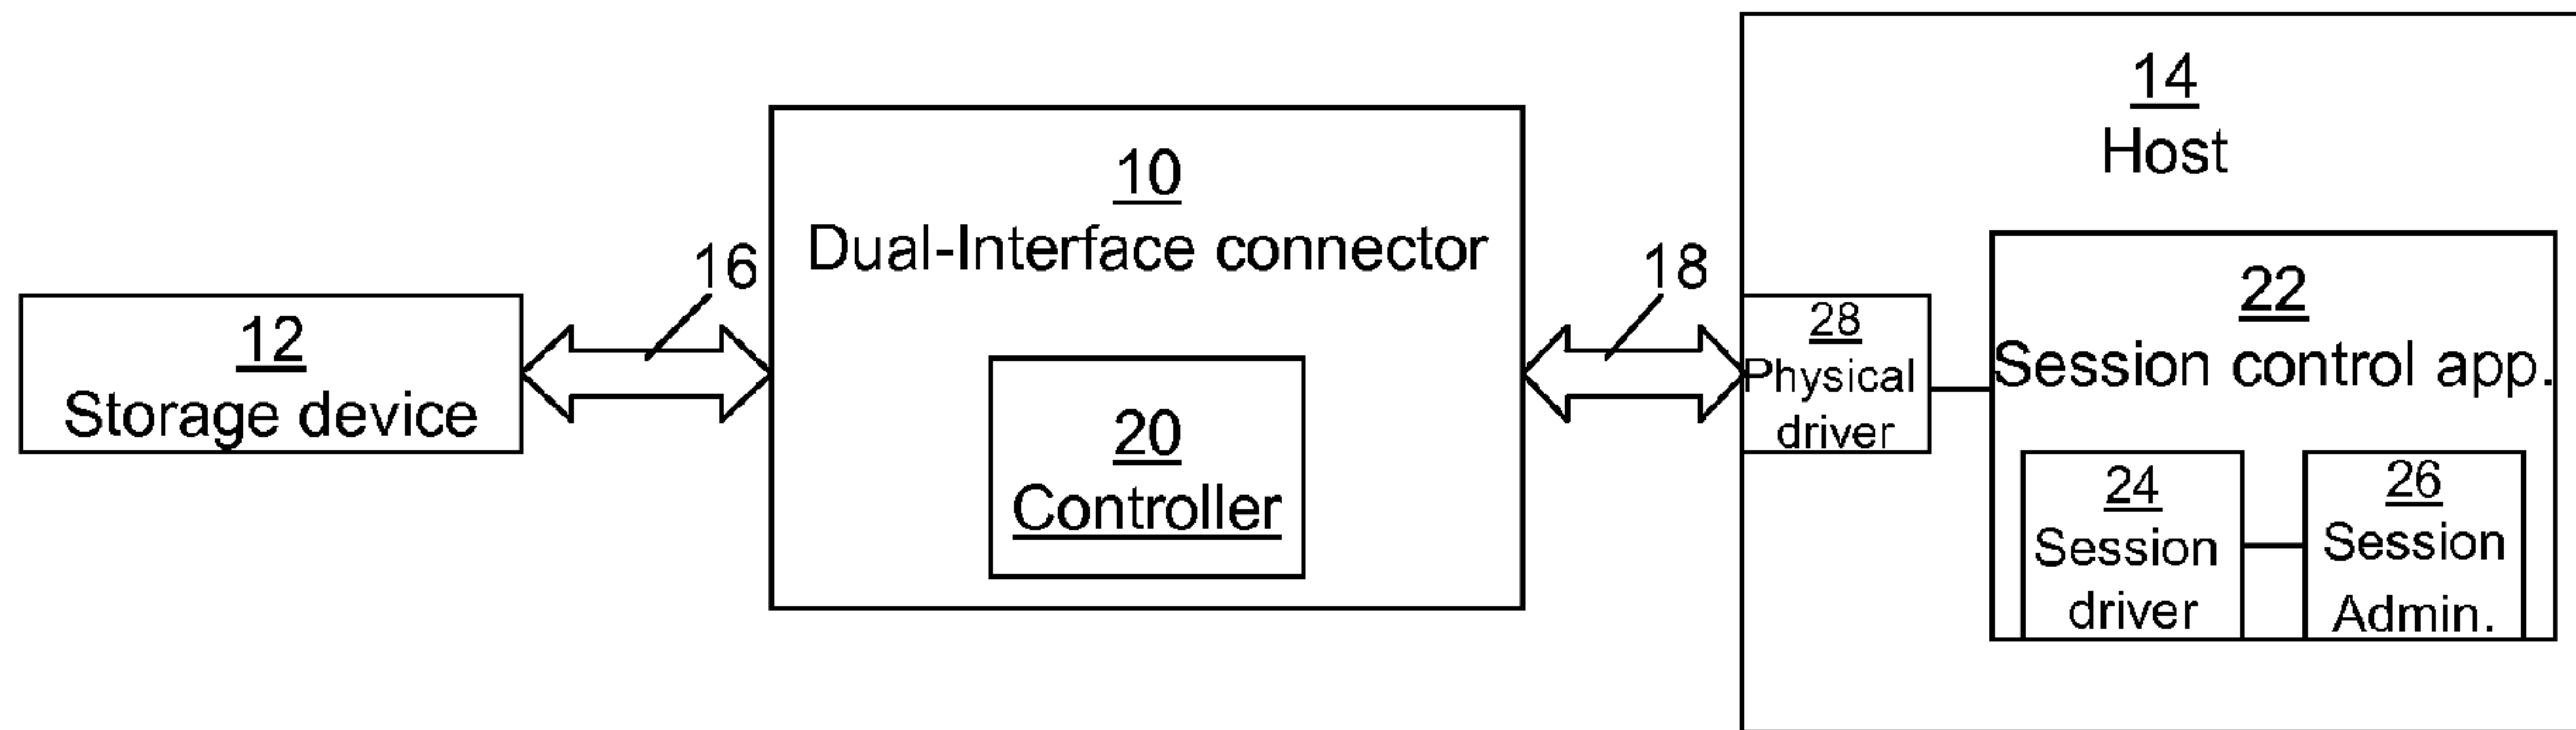 12
Storage device
16
10
Dual-Interface connector
20
Controller
18
14
Host
28
Physical
driver
22
Session control app.
24
Session
driver
26
Session
Admin.